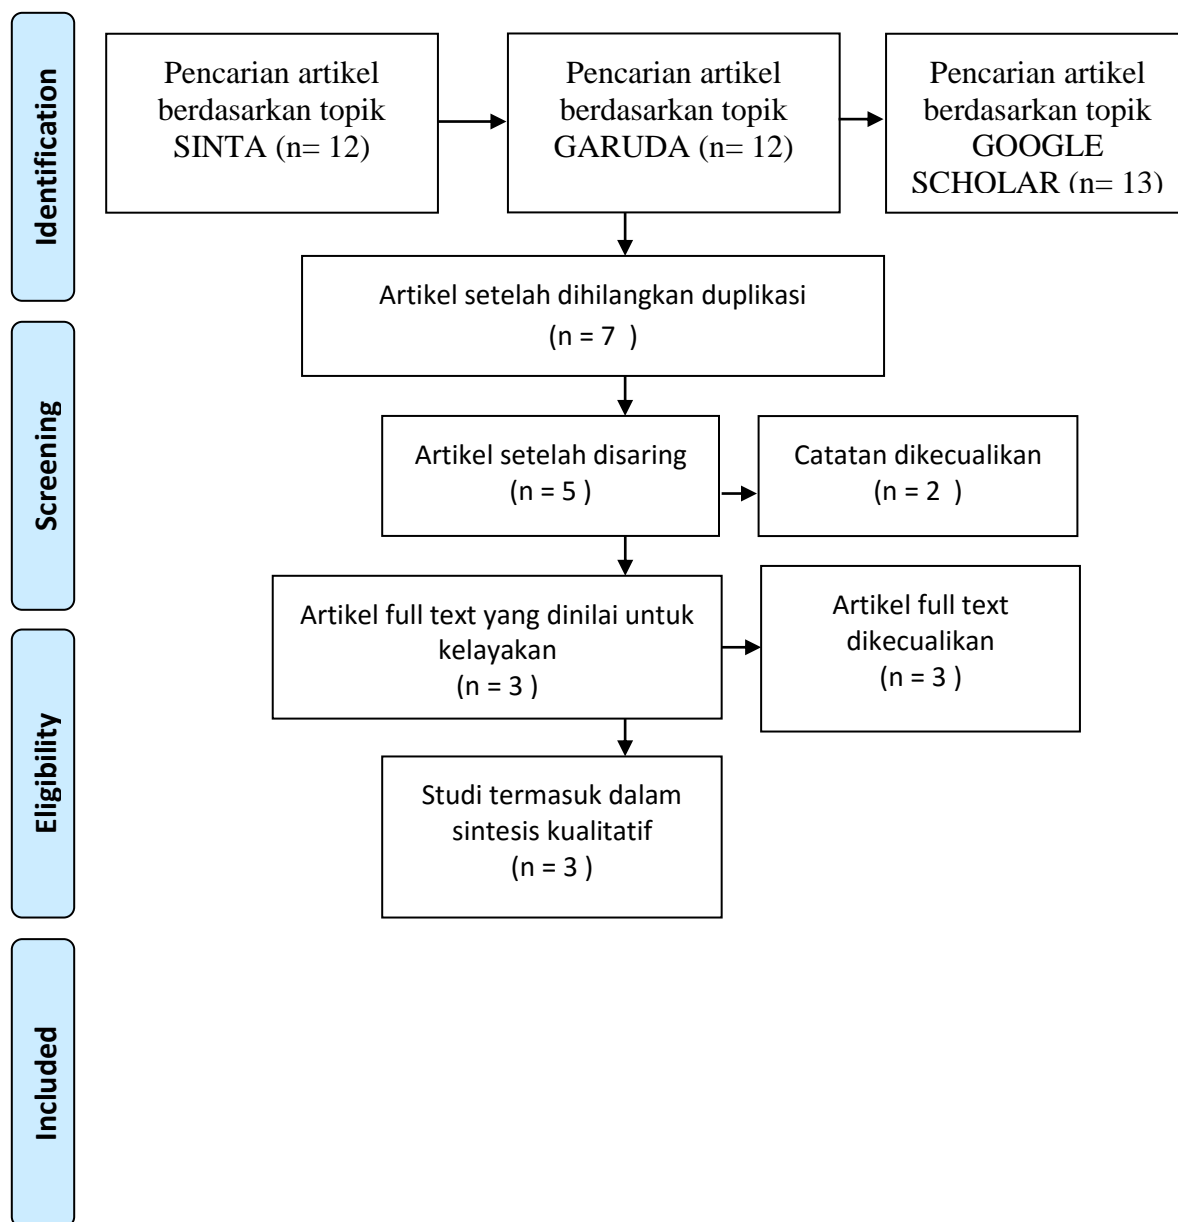 Identification
Pencarian artikel
berdasarkan topik
SINTA (n= 12)
Pencarian artikel
berdasarkan topik
GARUDA (n= 12)
Pencarian artikel
berdasarkan topik
GOOGLE
SCHOLAR (n= 13)
Artikel setelah dihilangkan duplikasi
(n = 7 )
Screening
Artikel setelah disaring
(n = 5 )
Catatan dikecualikan
(n = 2 )
Artikel full text yang dinilai untuk
kelayakan
(n = 3 )
Artikel full text
dikecualikan
(n = 3 )
Eligibility
Studi termasuk dalam
sintesis kualitatif
(n = 3 )
Included